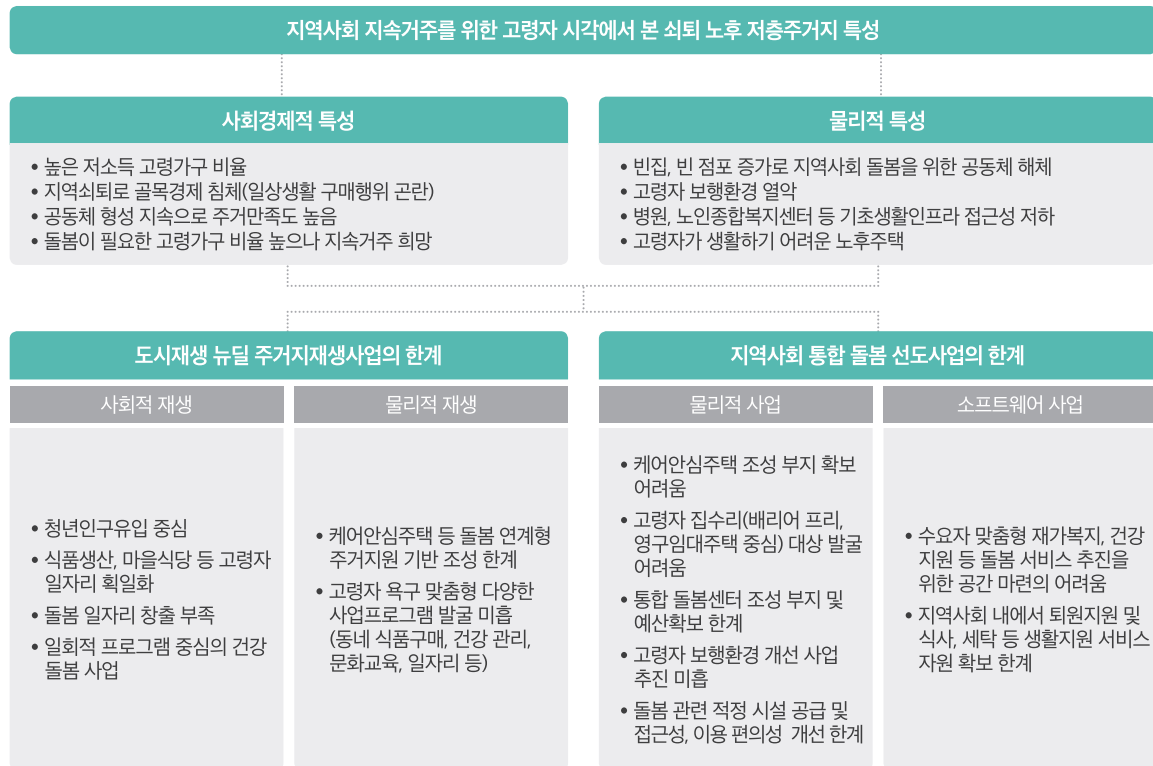 지역사회 지속거주를 위한 고령자 시각에서 본 쇠퇴 노후 저층주거지 특성
사회경제적 특성
• 높은 저소득 고령가구 비율
• 지역쇠퇴로 골목경제 침체(일상생활 구매행위 곤란)
• 공동체 형성 지속으로 주거만족도 높음
• 돌봄이 필요한 고령가구 비율 높으나 지속거주 희망
물리적 특성
• 빈집, 빈 점포 증가로 지역사회 돌봄을 위한 공동체 해체
• 고령자 보행환경 열악
• 병원, 노인종합복지센터 등 기초생활인프라 접근성 저하
• 고령자가 생활하기 어려운 노후주택
도시재생 뉴딜 주거지재생사업의 한계
사회적 재생
• 청년인구유입 중심
• 식품생산, 마을식당 등 고령자
일자리 획일화
• 돌봄 일자리 창출 부족
• 일회적 프로그램 중심의 건강
돌봄 사업
물리적 재생
• 케어안심주택 등 돌봄 연계형
주거지원 기반 조성 한계
• 고령자 욕구 맞춤형 다양한
사업프로그램 발굴 미흡
(동네 식품구매, 건강 관리,
문화교육, 일자리 등)
지역사회 통합 돌봄 선도사업의 한계
물리적 사업
• 케어안심주택 조성 부지 확보
어려움
• 고령자 집수리(배리어 프리,
영구임대주택 중심) 대상 발굴
어려움
• 통합 돌봄센터 조성 부지 및
예산확보 한계
• 고령자 보행환경 개선 사업
추진 미흡
• 돌봄 관련 적정 시설 공급 및
접근성, 이용 편의성 개선 한계
소프트웨어 사업
• 수요자 맞춤형 재가복지, 건강
지원 등 돌봄 서비스 추진을
위한 공간 마련의 어려움
• 지역사회 내에서 퇴원지원 및
식사, 세탁 등 생활지원 서비스
자원 확보 한계